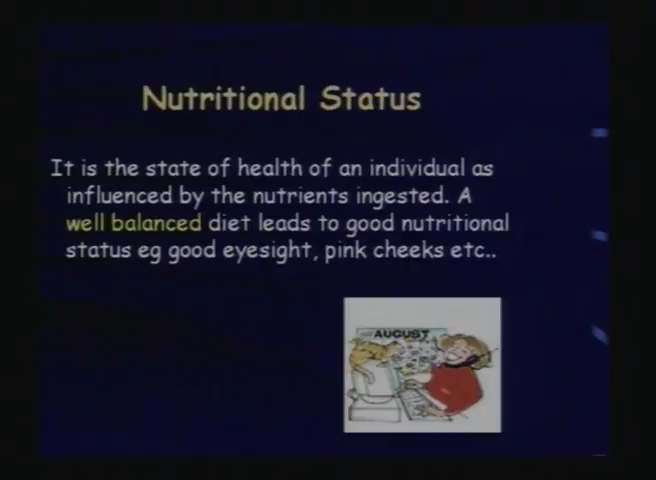 Nutritional Status
It is the state of health of an individual as
influenced by the nutrients ingested. A
well balanced diet leads to good nutritional
status eg good eyesight, pink cheeks etc..
AUGUST